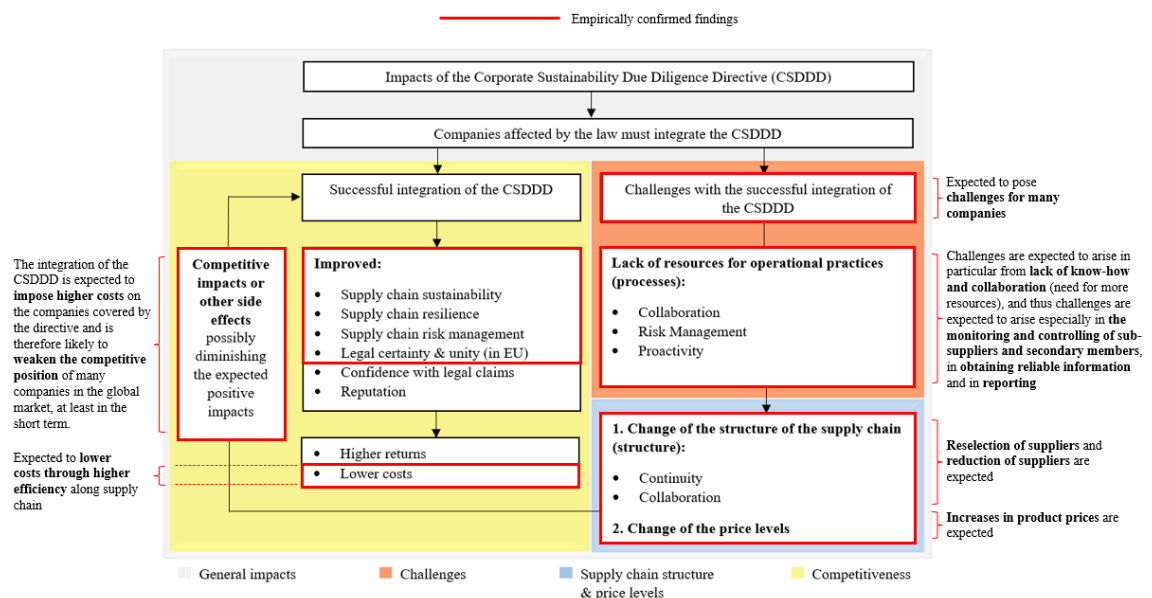 Empirically confirmed findings
Impacts of the Corporate Sustainability Due Diligence Directive (CSDDD)
Companies affected by the law must integrate the CSDDD
Successful integration of the CSDDD
Challenges with the successful integration of
the CSDDD
Expected to pose
challenges for many
companies
The integration of the
CSDDD is expected to
impose higher costs on
the companies covered by
the directive and is
therefore likely to
weaken the competitive
position of many
companies in the global
market, at least in the
short term.
Competitive
impacts or
other side
effects
possibly
diminishing
the expected
positive
impacts
Improved:
• Supply chain sustainability
• Supply chain resilience
• Supply chain risk management
• Legal certainty & unity (in EU)
• Confidence with legal claims
• Reputation
Lack of resources for operational practices
(processes):
• Collaboration
• Risk Management
• Proactivity
Challenges are expected to arise in
particular from lack of know-how
and collaboration (need for more
resources), and thus challenges are
expected to arise especially in the
monitoring and controlling of sub-
suppliers and secondary members,
in obtaining reliable information
and in reporting
Expected to lower
costs through higher
efficiency along supply
chain
• Higher returns
• Lower costs
1. Change of the structure of the supply chain
(structure):
• Continuity
• Collaboration
2. Change of the price levels
Reselection of suppliers and
reduction of suppliers are
expected
Increases in product prices are
expected
General impacts
Challenges
Supply chain structure
& price levels
Competitiveness